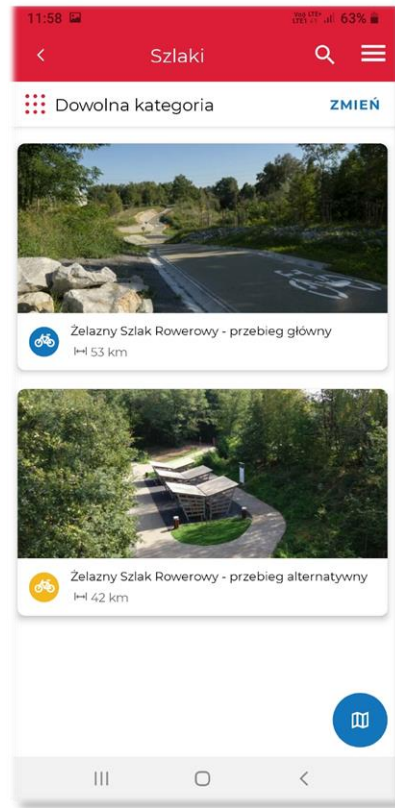 11:58 63%
Szlaki
Dowolna kategoria ZMIEŃ
Żelazny Szlak Rowerowy - przebieg główny
53 km
Żelazny Szlak Rowerowy - przebieg alternatywny
42 km